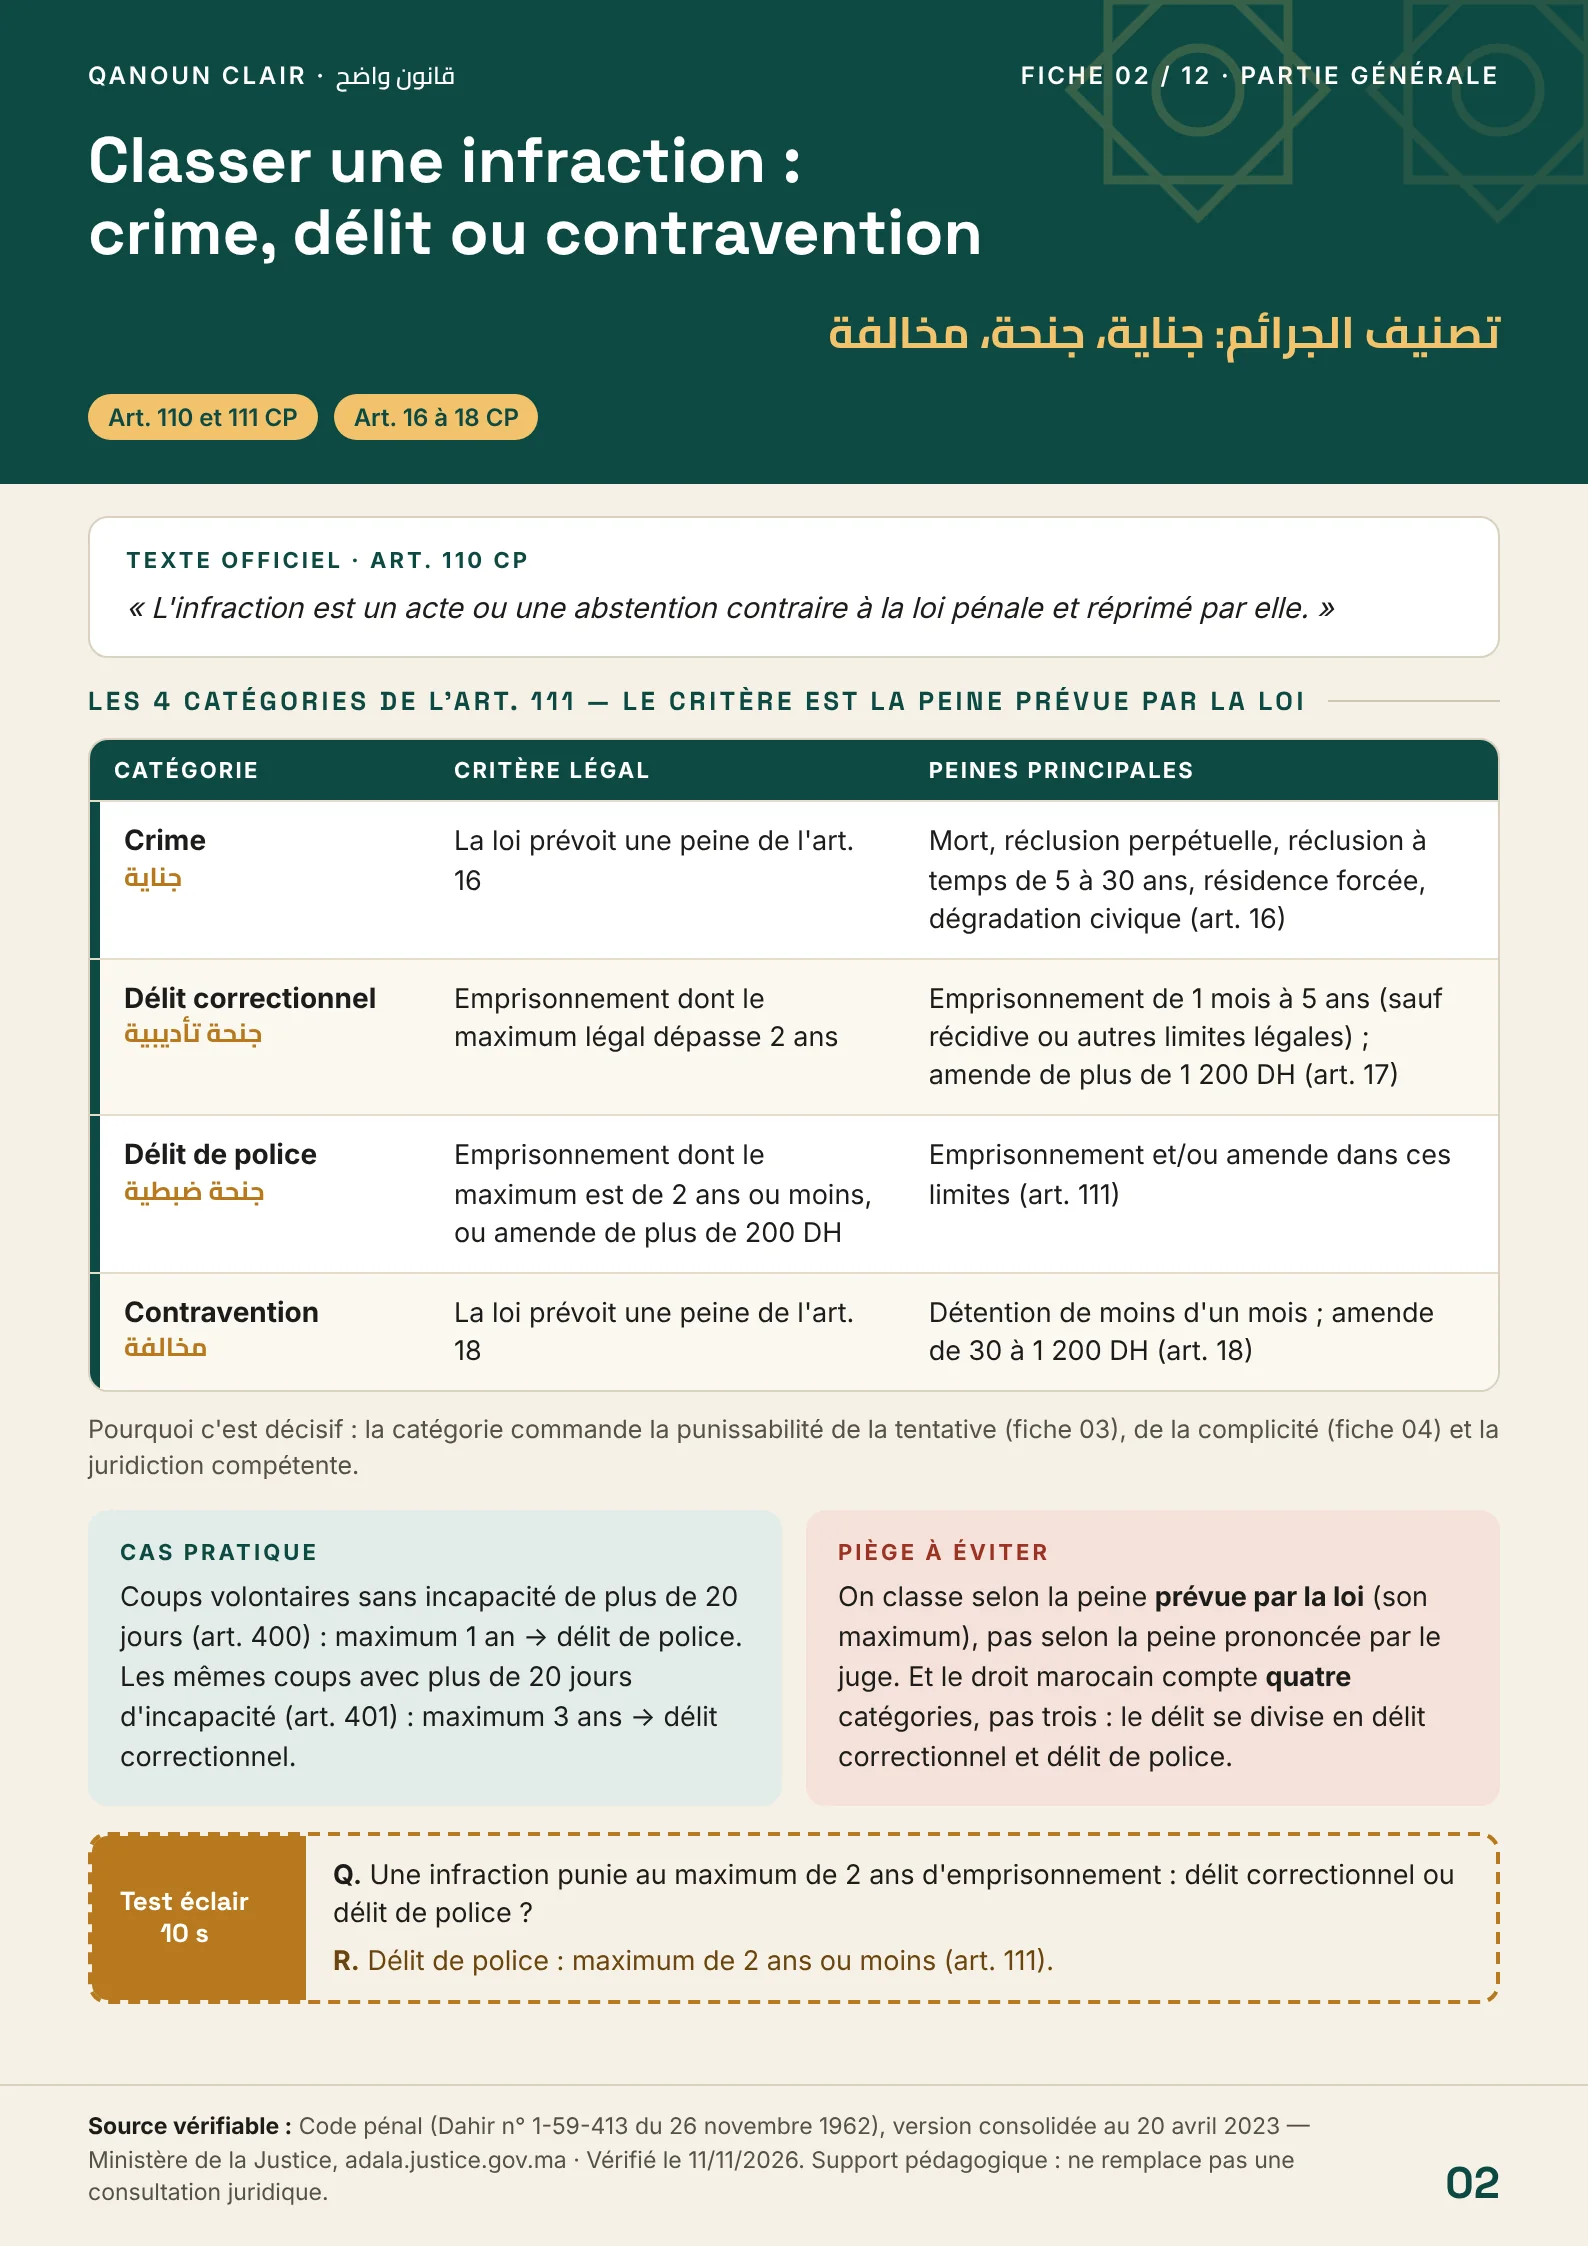 QANOUN CLAIR · قانون واضح
FICHE 02 / 12 · PARTIE GÉNÉRALE
Classer une infraction :
crime, délit ou contravention
تصنيف الجرائم: جناية، جنحة، مخالفة
Art. 110 et 111 CP
Art. 16 à 18 CP
TEXTE OFFICIEL · ART. 110 CP
« L'infraction est un acte ou une abstention contraire à la loi pénale et réprimé par elle. »
LES 4 CATÉGORIES DE L’ART. 111 — LE CRITÈRE EST LA PEINE PRÉVUE PAR LA LOI
CATÉGORIE
CRITÈRE LÉGAL
PEINES PRINCIPALES
Crime
جناية
La loi prévoit une peine de l'art.
16
Mort, réclusion perpétuelle, réclusion à
temps de 5 à 30 ans, résidence forcée,
dégradation civique (art. 16)
Délit correctionnel
جنحة تأديبية
Emprisonnement dont le
maximum légal dépasse 2 ans
Emprisonnement de 1 mois à 5 ans (sauf
récidive ou autres limites légales) ;
amende de plus de 1 200 DH (art. 17)
Délit de police
جنحة ضبطية
Emprisonnement dont le
maximum est de 2 ans ou moins,
ou amende de plus de 200 DH
Emprisonnement et/ou amende dans ces
limites (art. 111)
Contravention
مخالفة
La loi prévoit une peine de l'art.
18
Détention de moins d'un mois ; amende
de 30 à 1 200 DH (art. 18)
Pourquoi c'est décisif : la catégorie commande la punissabilité de la tentative (fiche 03), de la complicité (fiche 04) et la
juridiction compétente.
CAS PRATIQUE
Coups volontaires sans incapacité de plus de 20
jours (art. 400) : maximum 1 an → délit de police.
Les mêmes coups avec plus de 20 jours
d'incapacité (art. 401) : maximum 3 ans → délit
correctionnel.
PIÈGE À ÉVITER
On classe selon la peine prévue par la loi (son
maximum), pas selon la peine prononcée par le
juge. Et le droit marocain compte quatre
catégories, pas trois : le délit se divise en délit
correctionnel et délit de police.
Test éclair
10 s
Q. Une infraction punie au maximum de 2 ans d'emprisonnement : délit correctionnel ou
délit de police ?
R. Délit de police : maximum de 2 ans ou moins (art. 111).
Source vérifiable : Code pénal (Dahir n° 1-59-413 du 26 novembre 1962), version consolidée au 20 avril 2023 —
Ministère de la Justice, adala.justice.gov.ma · Vérifié le 11/11/2026. Support pédagogique : ne remplace pas une
consultation juridique.
02